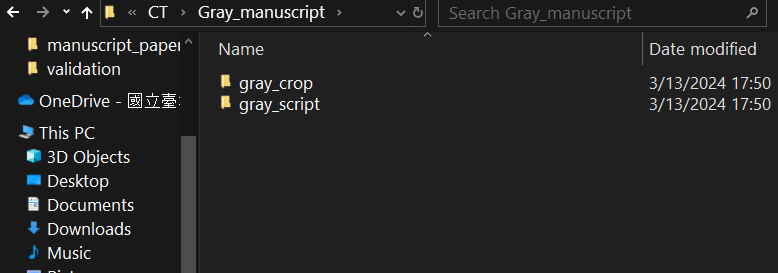 « CT › Gray_manuscript ›
Search Gray_manuscript
manuscript_paper
validation
OneDrive - 國立臺
This PC
3D Objects
Desktop
Documents
Downloads
Music
Name Date modified
gray_crop 3/13/2024 17:50
gray_script 3/13/2024 17:50